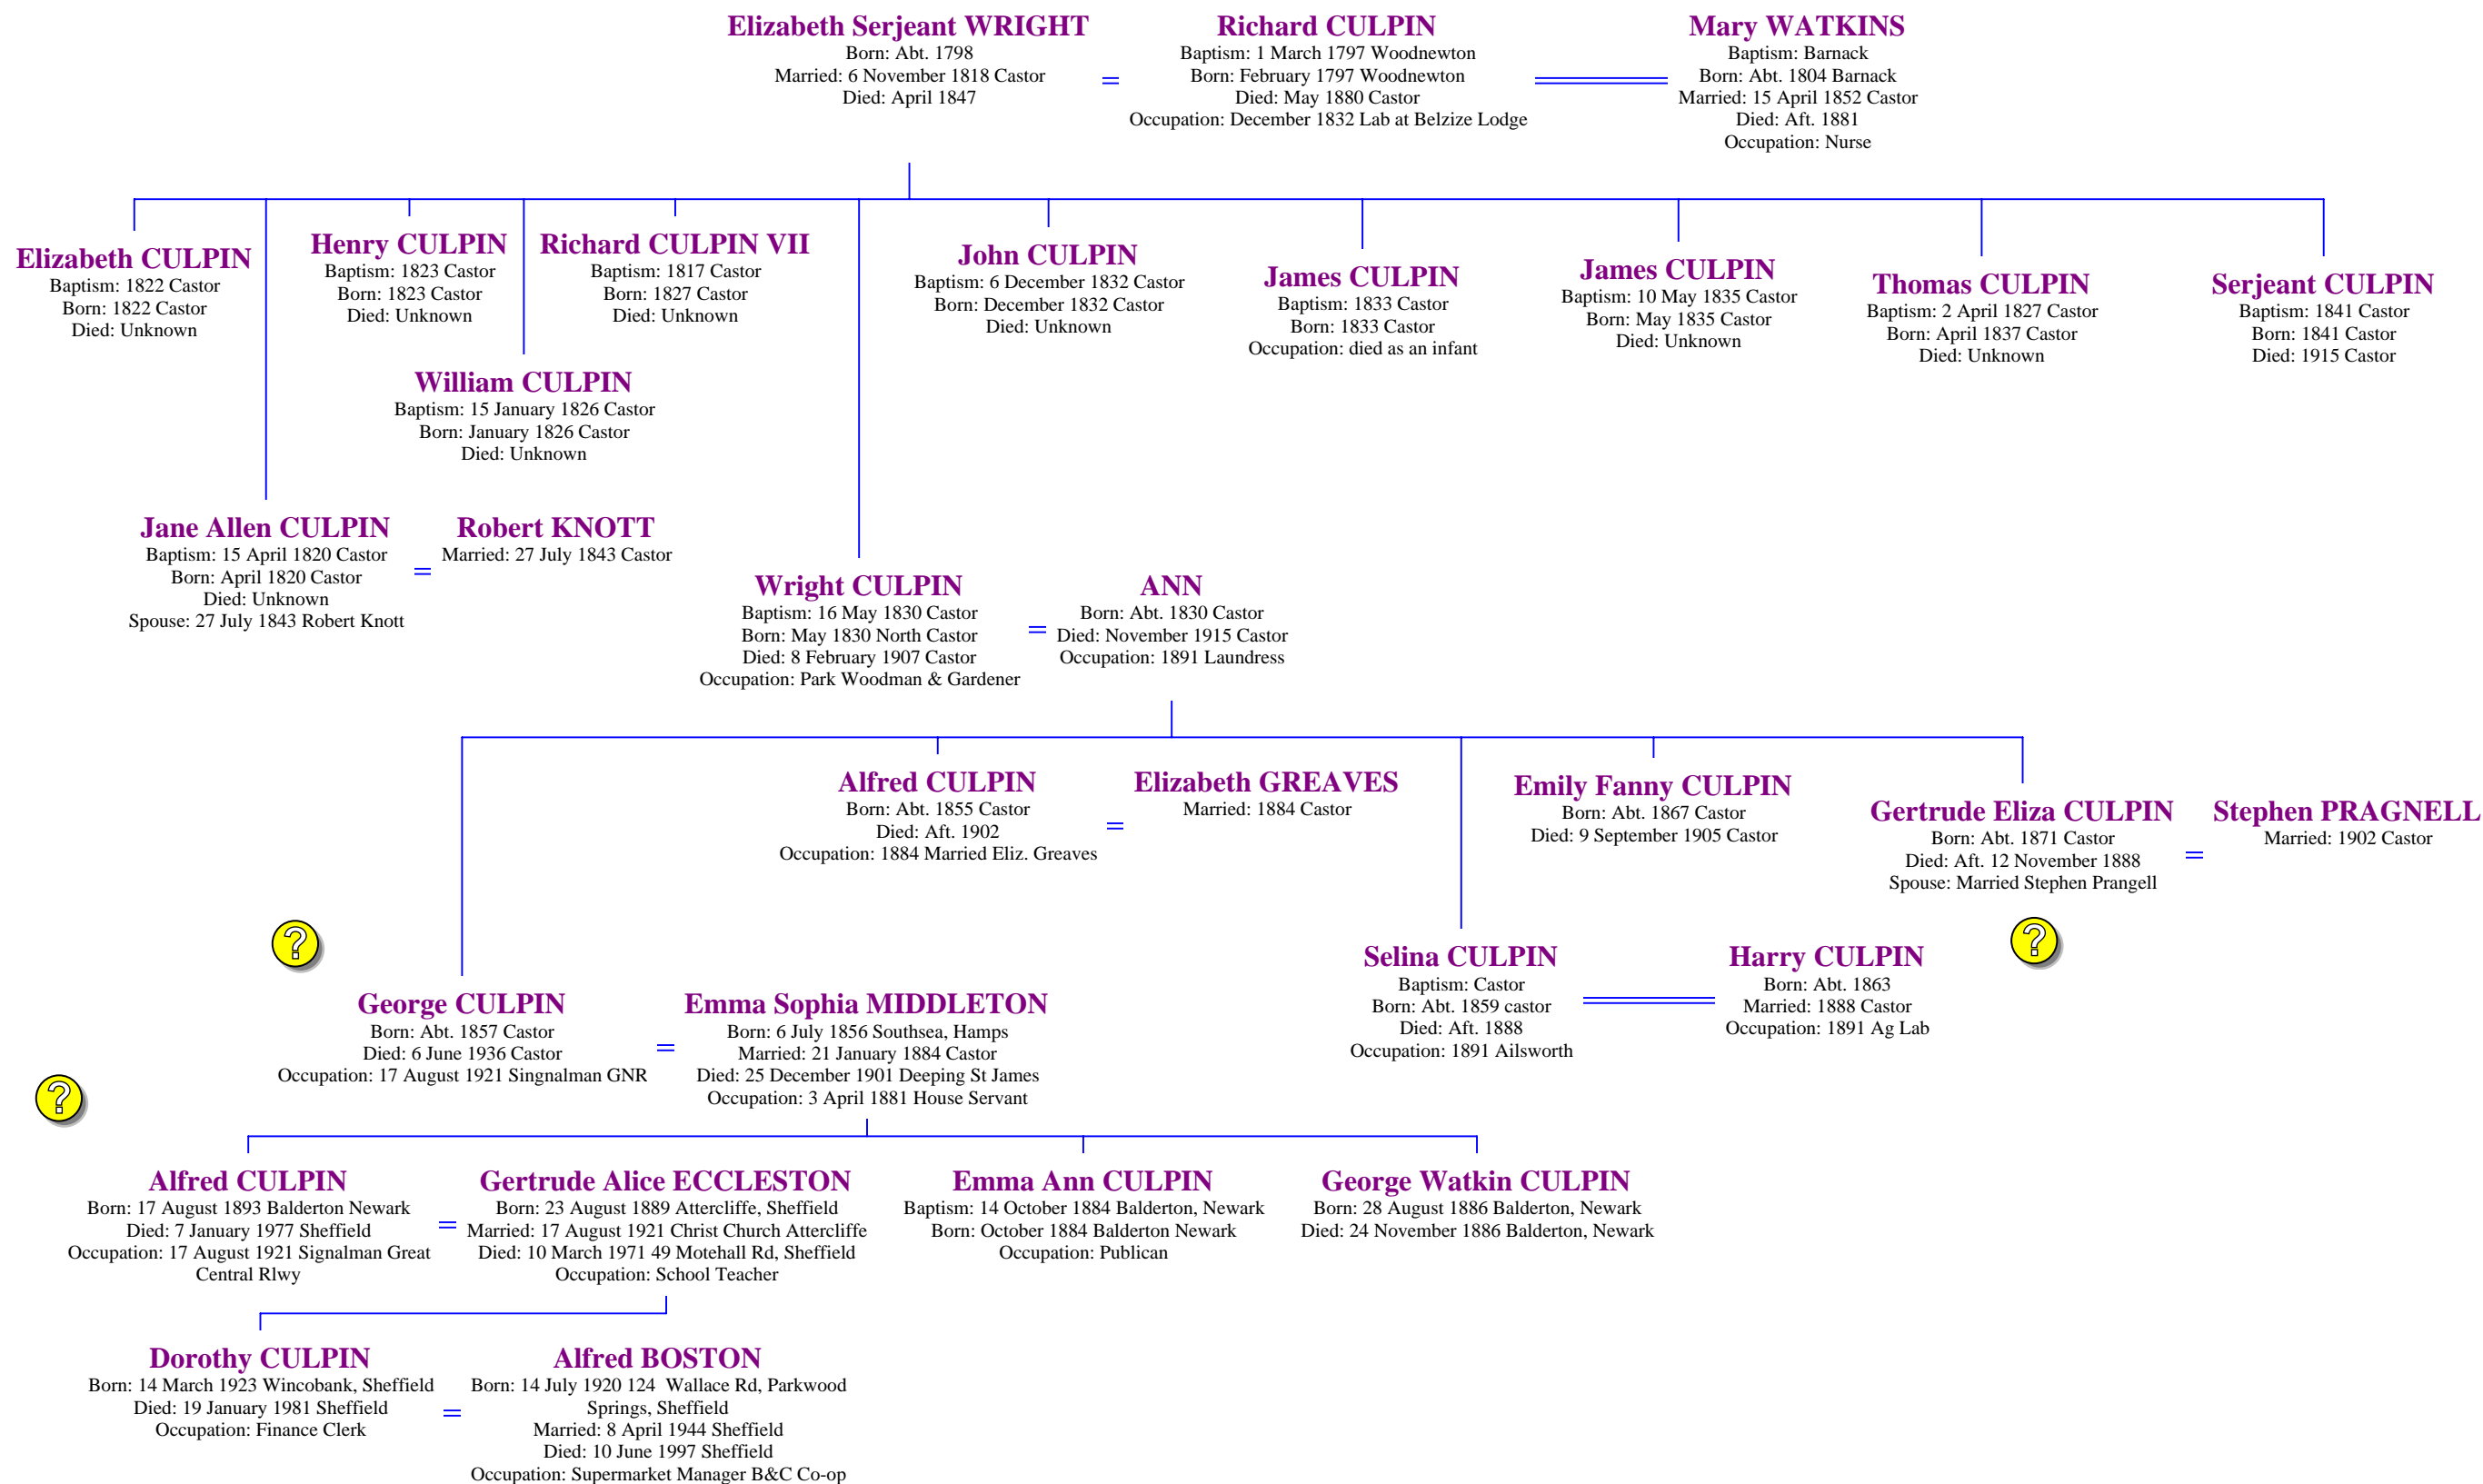 Elizabeth Serjeant WRIGHT
Born: Abt. 1798
Married: 6 November 1818 Castor
Died: April 1847
=
Richard CULPIN
Baptism: 1 March 1797 Woodnewton
Born: February 1797 Woodnewton
Died: May 1880 Castor
Occupation: December 1832 Lab at Belzize Lodge
Mary WATKINS
Baptism: Barnack
Born: Abt. 1804 Barnack
Married: 15 April 1852 Castor
Died: Aft. 1881
Occupation: Nurse
Elizabeth CULPIN
Baptism: 1822 Castor
Born: 1822 Castor
Died: Unknown
Henry CULPIN
Baptism: 1823 Castor
Born: 1823 Castor
Died: Unknown
Richard CULPIN VII
Baptism: 1817 Castor
Born: 1827 Castor
Died: Unknown
John CULPIN
Baptism: 6 December 1832 Castor
Born: December 1832 Castor
Died: Unknown
James CULPIN
Baptism: 1833 Castor
Born: 1833 Castor
Occupation: died as an infant
James CULPIN
Baptism: 10 May 1835 Castor
Born: May 1835 Castor
Died: Unknown
Thomas CULPIN
Baptism: 2 April 1827 Castor
Born: April 1837 Castor
Died: Unknown
Serjeant CULPIN
Baptism: 1841 Castor
Born: 1841 Castor
Died: 1915 Castor
William CULPIN
Baptism: 15 January 1826 Castor
Born: January 1826 Castor
Died: Unknown
Jane Allen CULPIN
Baptism: 15 April 1820 Castor
Born: April 1820 Castor
Died: Unknown
Spouse: 27 July 1843 Robert Knott
=
Robert KNOTT
Married: 27 July 1843 Castor
Wright CULPIN
Baptism: 16 May 1830 Castor
Born: May 1830 North Castor
Died: 8 February 1907 Castor
Occupation: Park Woodman & Gardener
=
ANN
Born: Abt. 1830 Castor
Died: November 1915 Castor
Occupation: 1891 Laundress
Alfred CULPIN
Born: Abt. 1855 Castor
Died: Aft. 1902
Occupation: 1884 Married Eliz. Greaves
=
Elizabeth GREAVES
Married: 1884 Castor
Emily Fanny CULPIN
Born: Abt. 1867 Castor
Died: 9 September 1905 Castor
Gertrude Eliza CULPIN
Born: Abt. 1871 Castor
Died: Aft. 12 November 1888
Spouse: Married Stephen Prangell
=
Stephen PRAGNELL
Married: 1902 Castor
?
?
Selina CULPIN
Baptism: Castor
Born: Abt. 1859 castor
Died: Aft. 1888
Occupation: 1891 Ailsworth
Harry CULPIN
Born: Abt. 1863
Married: 1888 Castor
Occupation: 1891 Ag Lab
George CULPIN
Born: Abt. 1857 Castor
Died: 6 June 1936 Castor
Occupation: 17 August 1921 Singnalman GNR
=
Emma Sophia MIDDLETON
Born: 6 July 1856 Southsea, Hamps
Married: 21 January 1884 Castor
Died: 25 December 1901 Deeping St James
Occupation: 3 April 1881 House Servant
?
Alfred CULPIN
Born: 17 August 1893 Balderton Newark
Died: 7 January 1977 Sheffield
Occupation: 17 August 1921 Signalman Great
Central Rlwy
=
Gertrude Alice ECCLESTON
Born: 23 August 1889 Attercliffe, Sheffield
Married: 17 August 1921 Christ Church Attercliffe
Died: 10 March 1971 49 Motehall Rd, Sheffield
Occupation: School Teacher
Emma Ann CULPIN
Baptism: 14 October 1884 Balderton, Newark
Born: October 1884 Balderton Newark
Occupation: Publican
George Watkin CULPIN
Born: 28 August 1886 Balderton, Newark
Died: 24 November 1886 Balderton, Newark
Dorothy CULPIN
Born: 14 March 1923 Wincobank, Sheffield
Died: 19 January 1981 Sheffield
Occupation: Finance Clerk
=
Alfred BOSTON
Born: 14 July 1920 124 Wallace Rd, Parkwood
Springs, Sheffield
Married: 8 April 1944 Sheffield
Died: 10 June 1997 Sheffield
Occupation: Supermarket Manager B&C Co-op